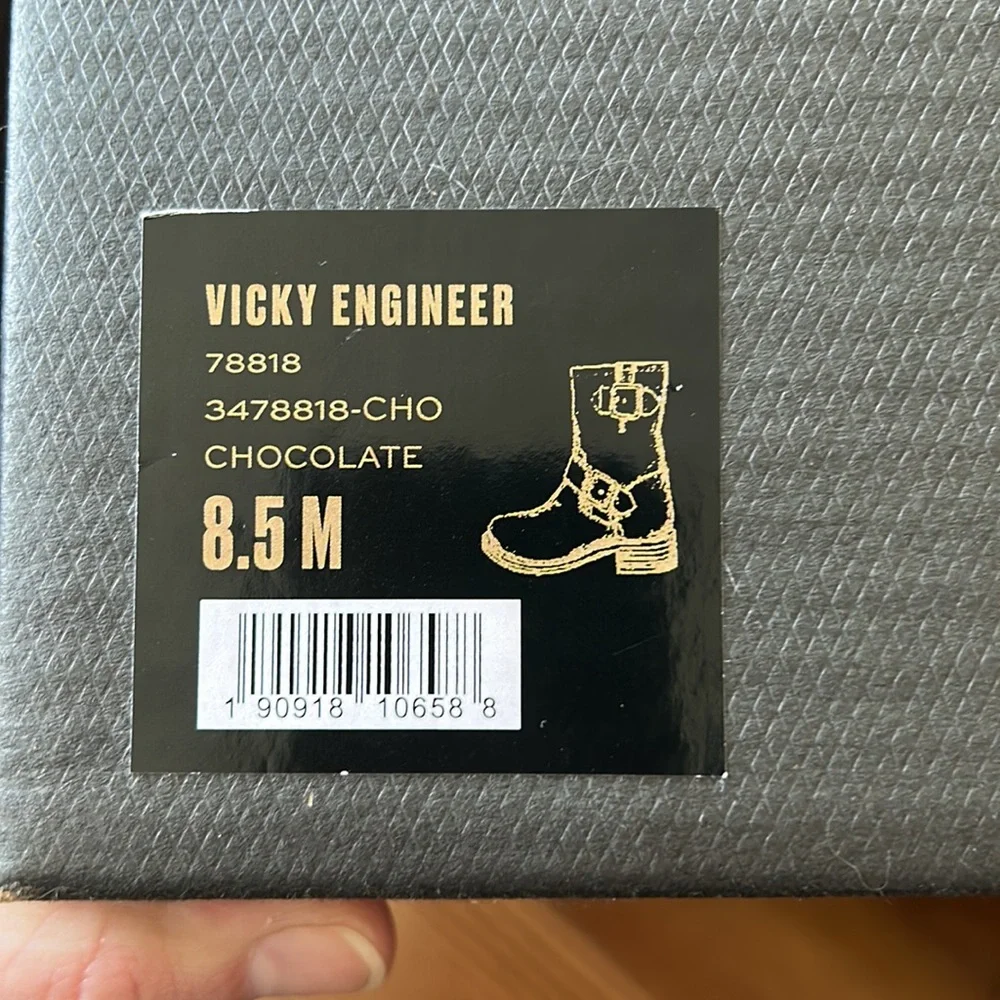 VICKY ENGINEER
78818
3478818-CHO
CHOCOLATE
8.5 M
1 90918 10658 8